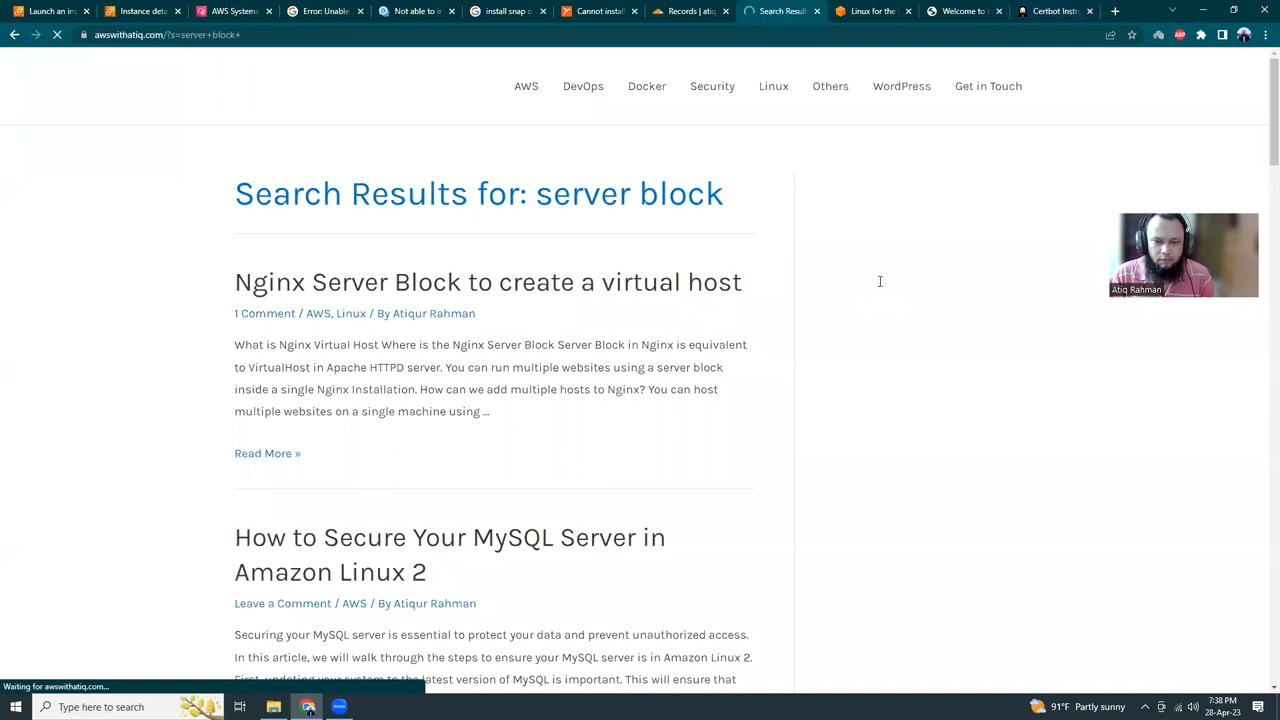 Launch an ins
Instance deta
AWS Systems
Error: Unable
Not able to in
install snap o
Cannot install
Records | atiq
Search Result
Linux for the
Welcome to
Certbot Instr
awswithatiq.com/?s=server+block+
AWS
DevOps
Docker
Security
Linux
Others
WordPress
Get in Touch
Search Results for: server block
Nginx Server Block to create a virtual host
1 Comment / AWS, Linux / By Atiqur Rahman
What is Nginx Virtual Host Where is the Nginx Server Block Server Block in Nginx is equivalent
to VirtualHost in Apache HTTPD server. You can run multiple websites using a server block
inside a single Nginx Installation. How can we add multiple hosts to Nginx? You can host
multiple websites on a single machine using …
Read More »
Atiq Rahman
How to Secure Your MySQL Server in
Amazon Linux 2
Leave a Comment / AWS / By Atiqur Rahman
Securing your MySQL server is essential to protect your data and prevent unauthorized access.
In this article, we will walk through the steps to ensure your MySQL server is in Amazon Linux 2.
First, updating your system to the latest version of MySQL is important. This will ensure that
Waiting for awswithatiq.com...
Type here to search
zoom
91°F Partly sunny
7:38 PM
28-Apr-23